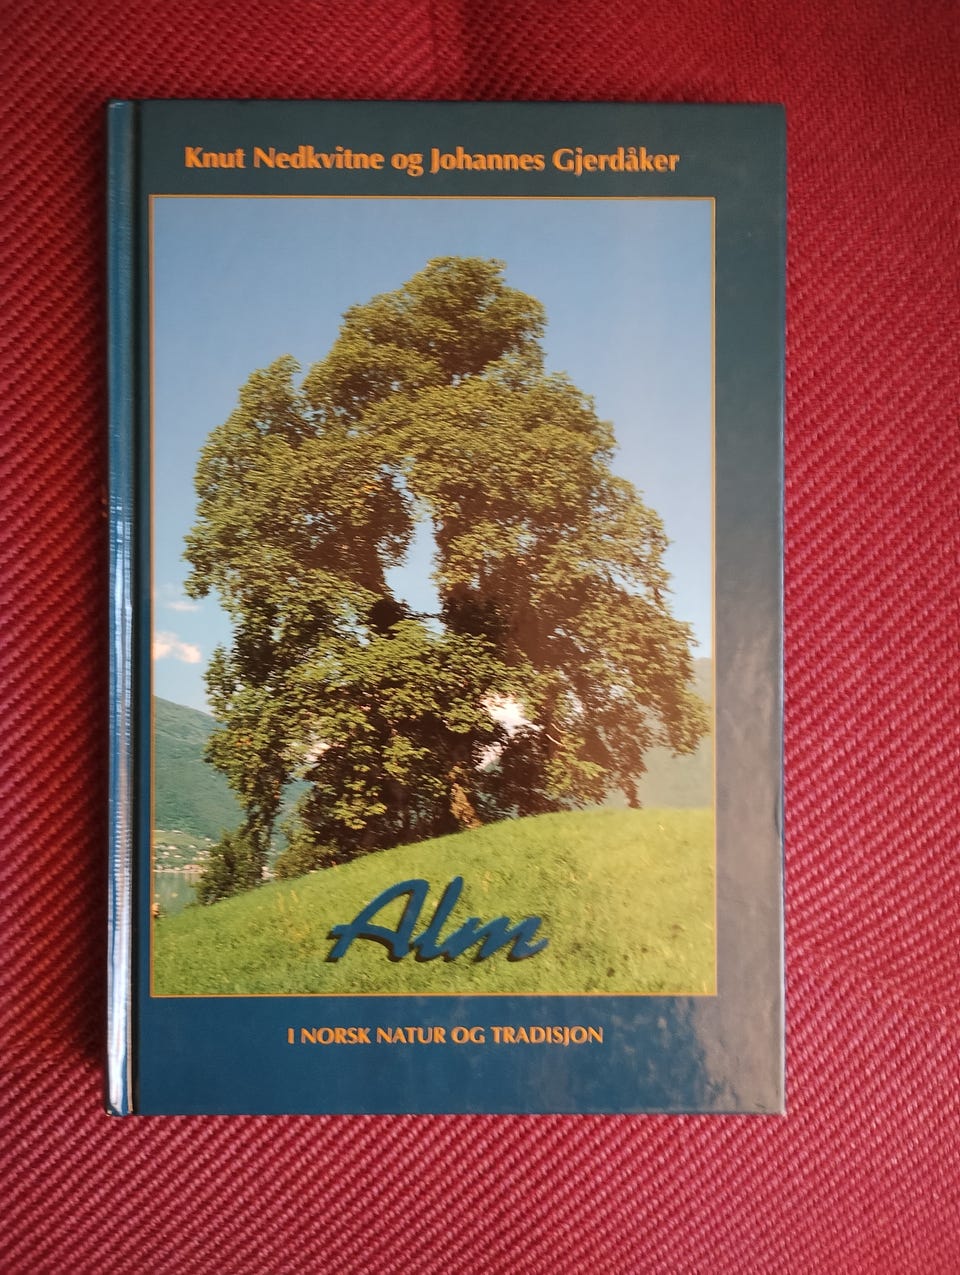 Knut Nedkvitne og Johannes Gjerdåker
Alm
I NORSK NATUR OG TRADISJON